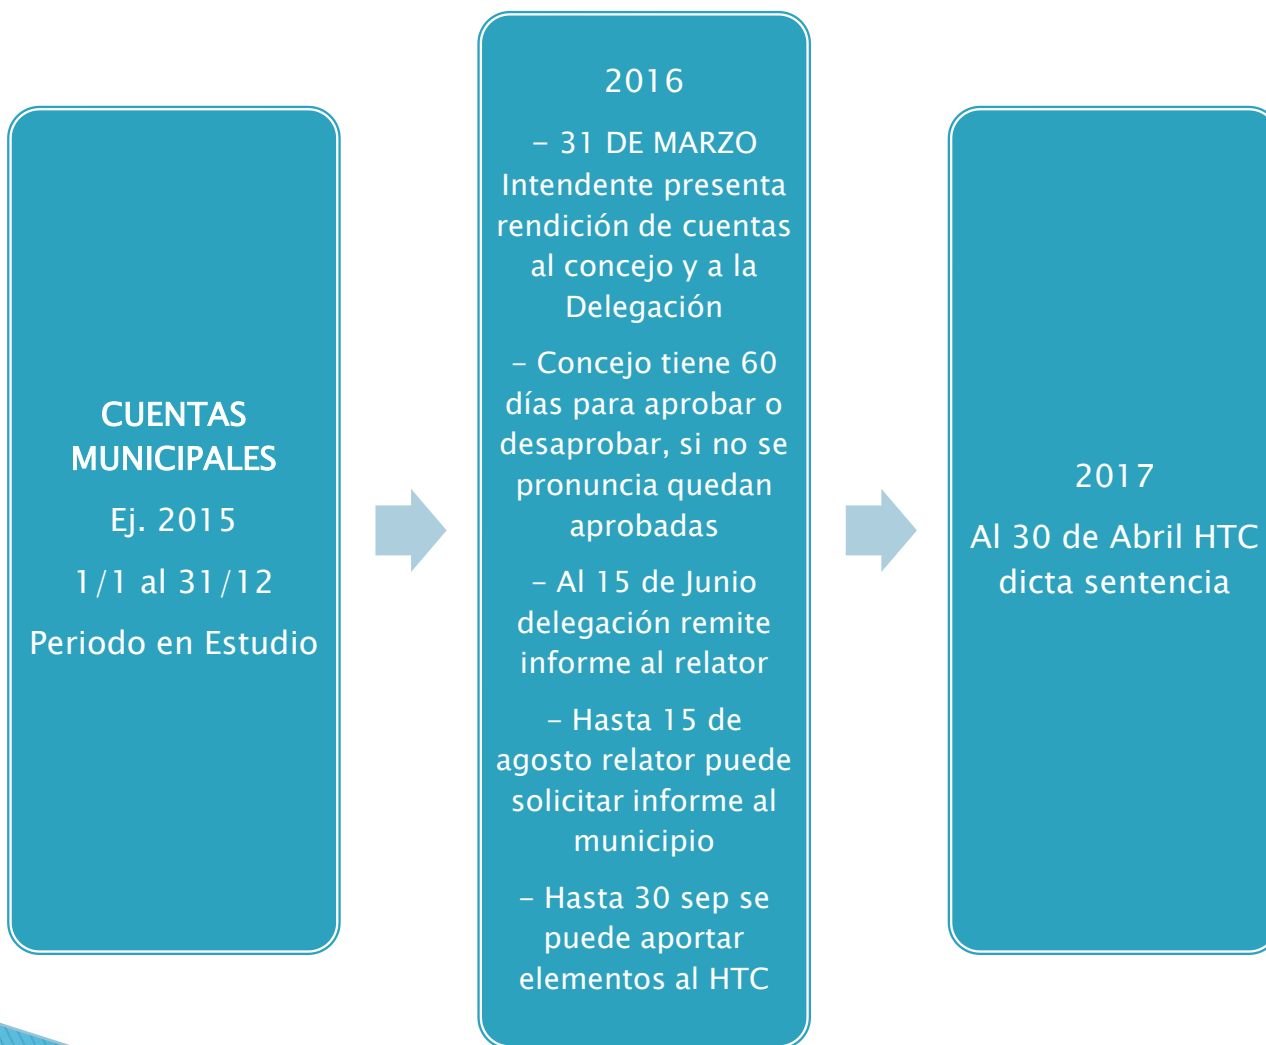 CUENTAS
MUNICIPALES
Ej. 2015
1/1 al 31/12
Periodo en Estudio
2016
– 31 DE MARZO
Intendente presenta
rendición de cuentas
al concejo y a la
Delegación
– Concejo tiene 60
días para aprobar o
desaprobar, si no se
pronuncia quedan
aprobadas
– Al 15 de Junio
delegación remite
informe al relator
– Hasta 15 de
agosto relator puede
solicitar informe al
municipio
– Hasta 30 sep se
puede aportar
elementos al HTC
2017
Al 30 de Abril HTC
dicta sentencia